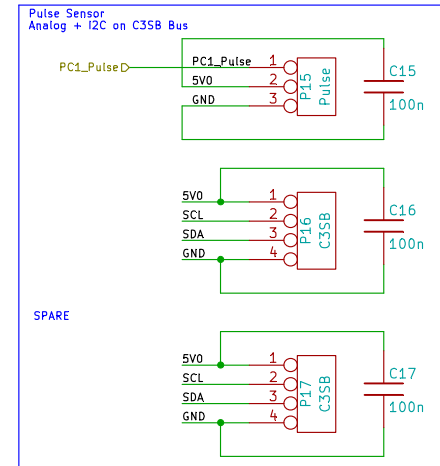 Pulse Sensor
Analog + I2C on C3SB Bus
PC1_Pulse
PC1_Pulse 1
5V0 2
GND 3
P15
Pulse
C15
100n
5V0 1
SCL 2
SDA 3
GND 4
P16
C3SB
C16
100n
SPARE
5V0 1
SCL 2
SDA 3
GND 4
P17
C3SB
C17
100n